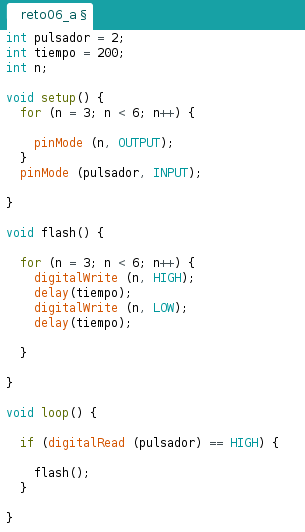 reto06_a §
int pulsador = 2;
int tiempo = 200;
int n;
void setup() {
for (n = 3; n < 6; n++) {
pinMode (n, OUTPUT);
}
pinMode (pulsador, INPUT);
}
void flash() {
for (n = 3; n < 6; n++) {
digitalWrite (n, HIGH);
delay(tiempo);
digitalWrite (n, LOW);
delay(tiempo);
}
}
void loop() {
if (digitalRead (pulsador) == HIGH) {
flash();
}
}